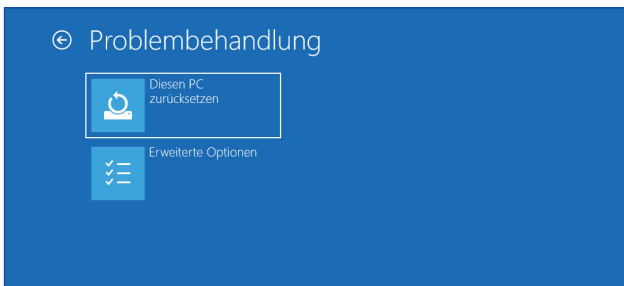 Problembehandlung
Diesen PC
zurücksetzen
Erweiterte Optionen